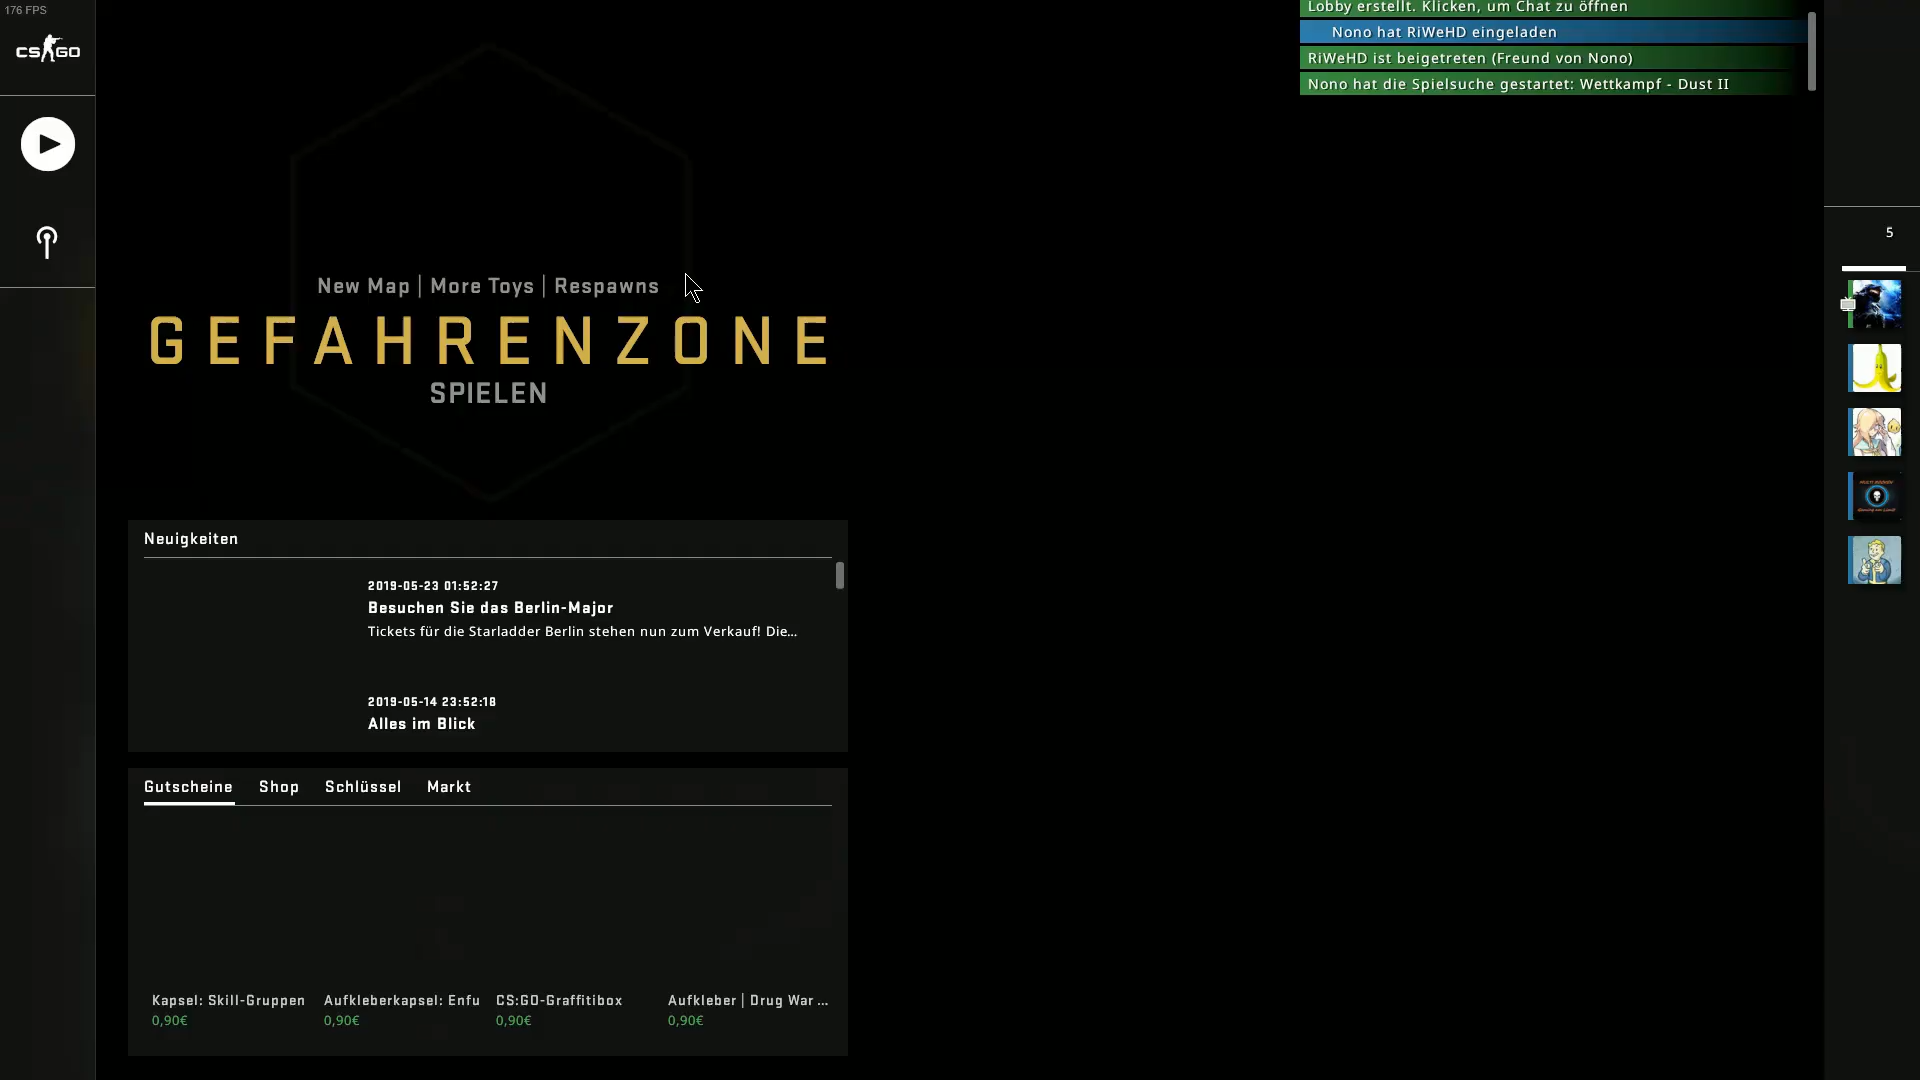 176 FPS
CS GO
Lobby erstellt. Klicken, um Chat zu öffnen
Nono hat RiWeHD eingeladen
RiWeHD ist beigetreten (Freund von Nono)
Nono hat die Spielsuche gestartet: Wettkampf - Dust II
5
New Map | More Toys | Respawns
GEFAHRENZONE
SPIELEN
Neuigkeiten
2019-05-23 01:52:27
Besuchen Sie das Berlin-Major
Tickets für die Starladder Berlin stehen nun zum Verkauf! Die...
2019-05-14 23:52:18
Alles im Blick
Gutscheine Shop Schlüssel Markt
Kapsel: Skill-Gruppen Aufkleberkapsel: Enfu CS:GO-Graffitibox Aufkleber | Drug War ...
0,90€ 0,90€ 0,90€ 0,90€